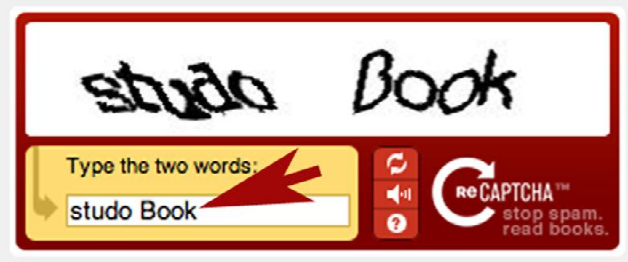 studo Book
Type the two words:
studo Book
reCAPTCHA™
stop spam.
read books.